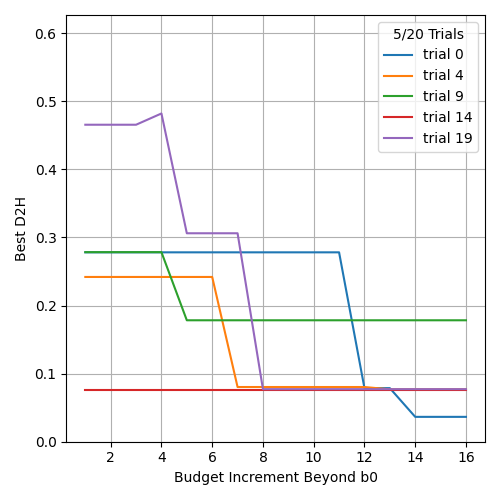 5/20 Trials
trial 0
trial 4
trial 9
trial 14
trial 19
0.6
0.5
0.4
0.3
0.2
0.1
0.0
Best D2H
2 4 6 8 10 12 14 16
Budget Increment Beyond b0